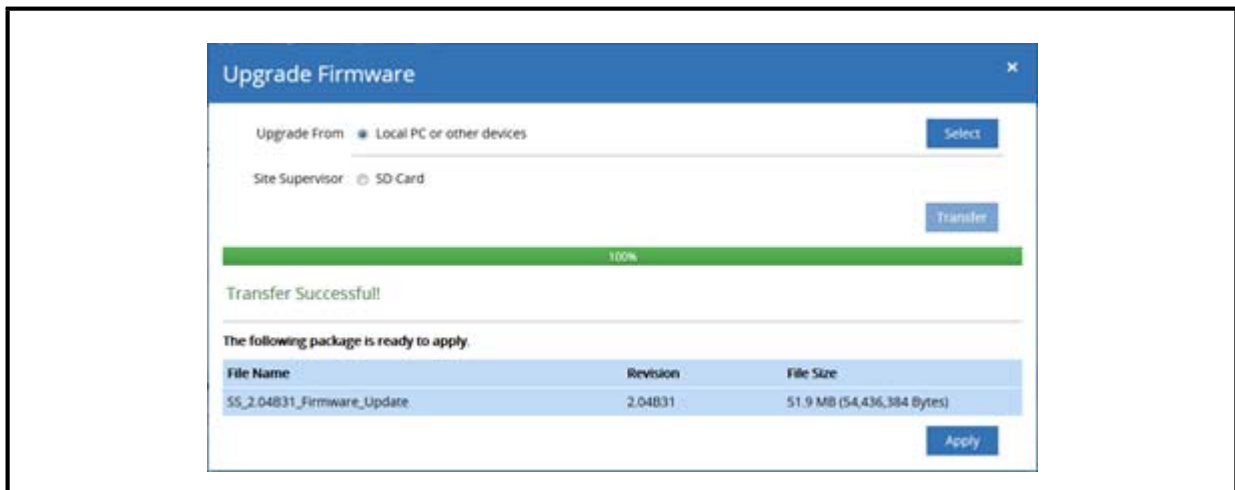 Upgrade Firmware ×
Upgrade From Local PC or other devices Select
Site Supervisor SD Card
Transfer
100%
Transfer Successful!
The following package is ready to apply.
File Name Revision File Size
SS_2.04B31_Firmware_Update 2.04B31 51.9 MB (54,436,384 Bytes)
Apply